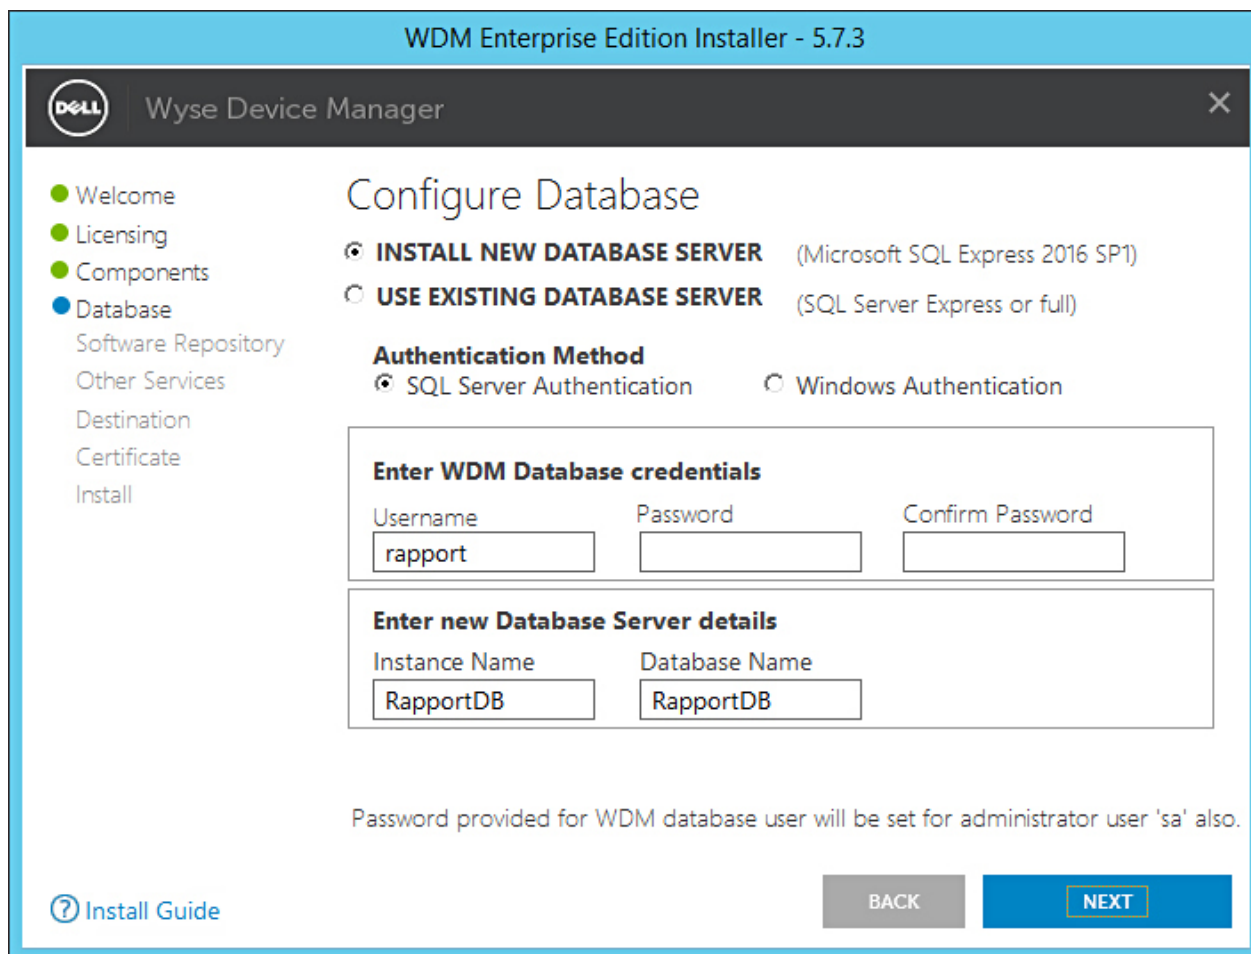 WDM Enterprise Edition Installer - 5.7.3
DELL
Wyse Device Manager
Welcome
Licensing
Components
Database
Software Repository
Other Services
Destination
Certificate
Install
Configure Database
INSTALL NEW DATABASE SERVER (Microsoft SQL Express 2016 SP1)
USE EXISTING DATABASE SERVER (SQL Server Express or full)
Authentication Method
SQL Server Authentication Windows Authentication
Enter WDM Database credentials
Username Password Confirm Password
rapport
Enter new Database Server details
Instance Name Database Name
RapportDB RapportDB
Password provided for WDM database user will be set for administrator user 'sa' also.
? Install Guide
BACK NEXT